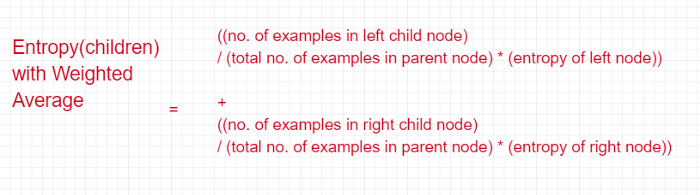 Entropy(children)
with Weighted
Average
=
((no. of examples in left child node)
/ (total no. of examples in parent node) * (entropy of left node))
+
((no. of examples in right child node)
/ (total no. of examples in parent node) * (entropy of right node))